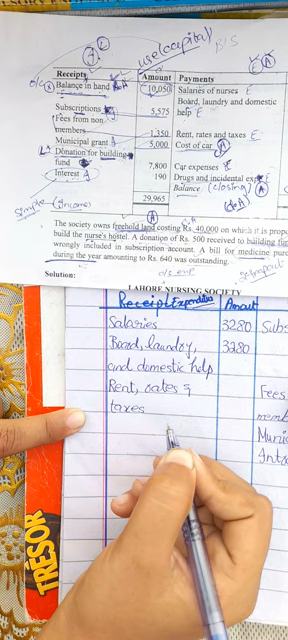 use (capital B/S
Receipts Amount Payments
o/c Balance in hand 10,050 Salaries of nurses E
Board, laundry and domestic
Subscriptions 5,575 help E
Fees from non
members 1,350 Rent, rates and taxes E
Municipal grant 5,000 Cost of car A
Donation for building
fund 7,800 Car expenses E
Interest 190 Drugs and incidental
Balance (closing) A
29,965
(income)
The society owns freehold land costing Rs. 40,000 on which it is
build the nurse's hostel. A donation of Rs. 500 received to building
wrongly included in subscription account. A bill for medicine
during the year amounting to Rs. 640 was outstanding.
o/s exp
Solution:
LAHORE NURSING SOCIETY
Expenditure Amount
Salaries 3280 Subs
Board, laundry, 3280
and domestic help
Rent, rates & Fees
taxes memb
Munic
Intr
TRESOR